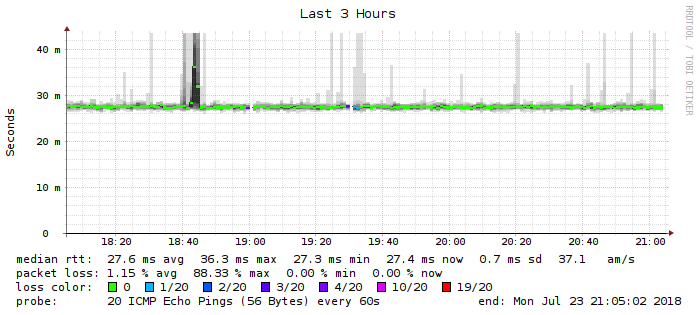 Last 3 Hours
RRDTOOL / TOBI OETIKER
Seconds
40 m
30 m
20 m
10 m
0
18:20 18:40 19:00 19:20 19:40 20:00 20:20 20:40 21:00
median rtt: 27.6 ms avg 36.3 ms max 27.3 ms min 27.4 ms now 0.7 ms sd 37.1 am/s
packet loss: 1.15 % avg 88.33 % max 0.00 % min 0.00 % now
loss color: 0 1/20 2/20 3/20 4/20 10/20 19/20
probe: 20 ICMP Echo Pings (56 Bytes) every 60s end: Mon Jul 23 21:05:02 2018